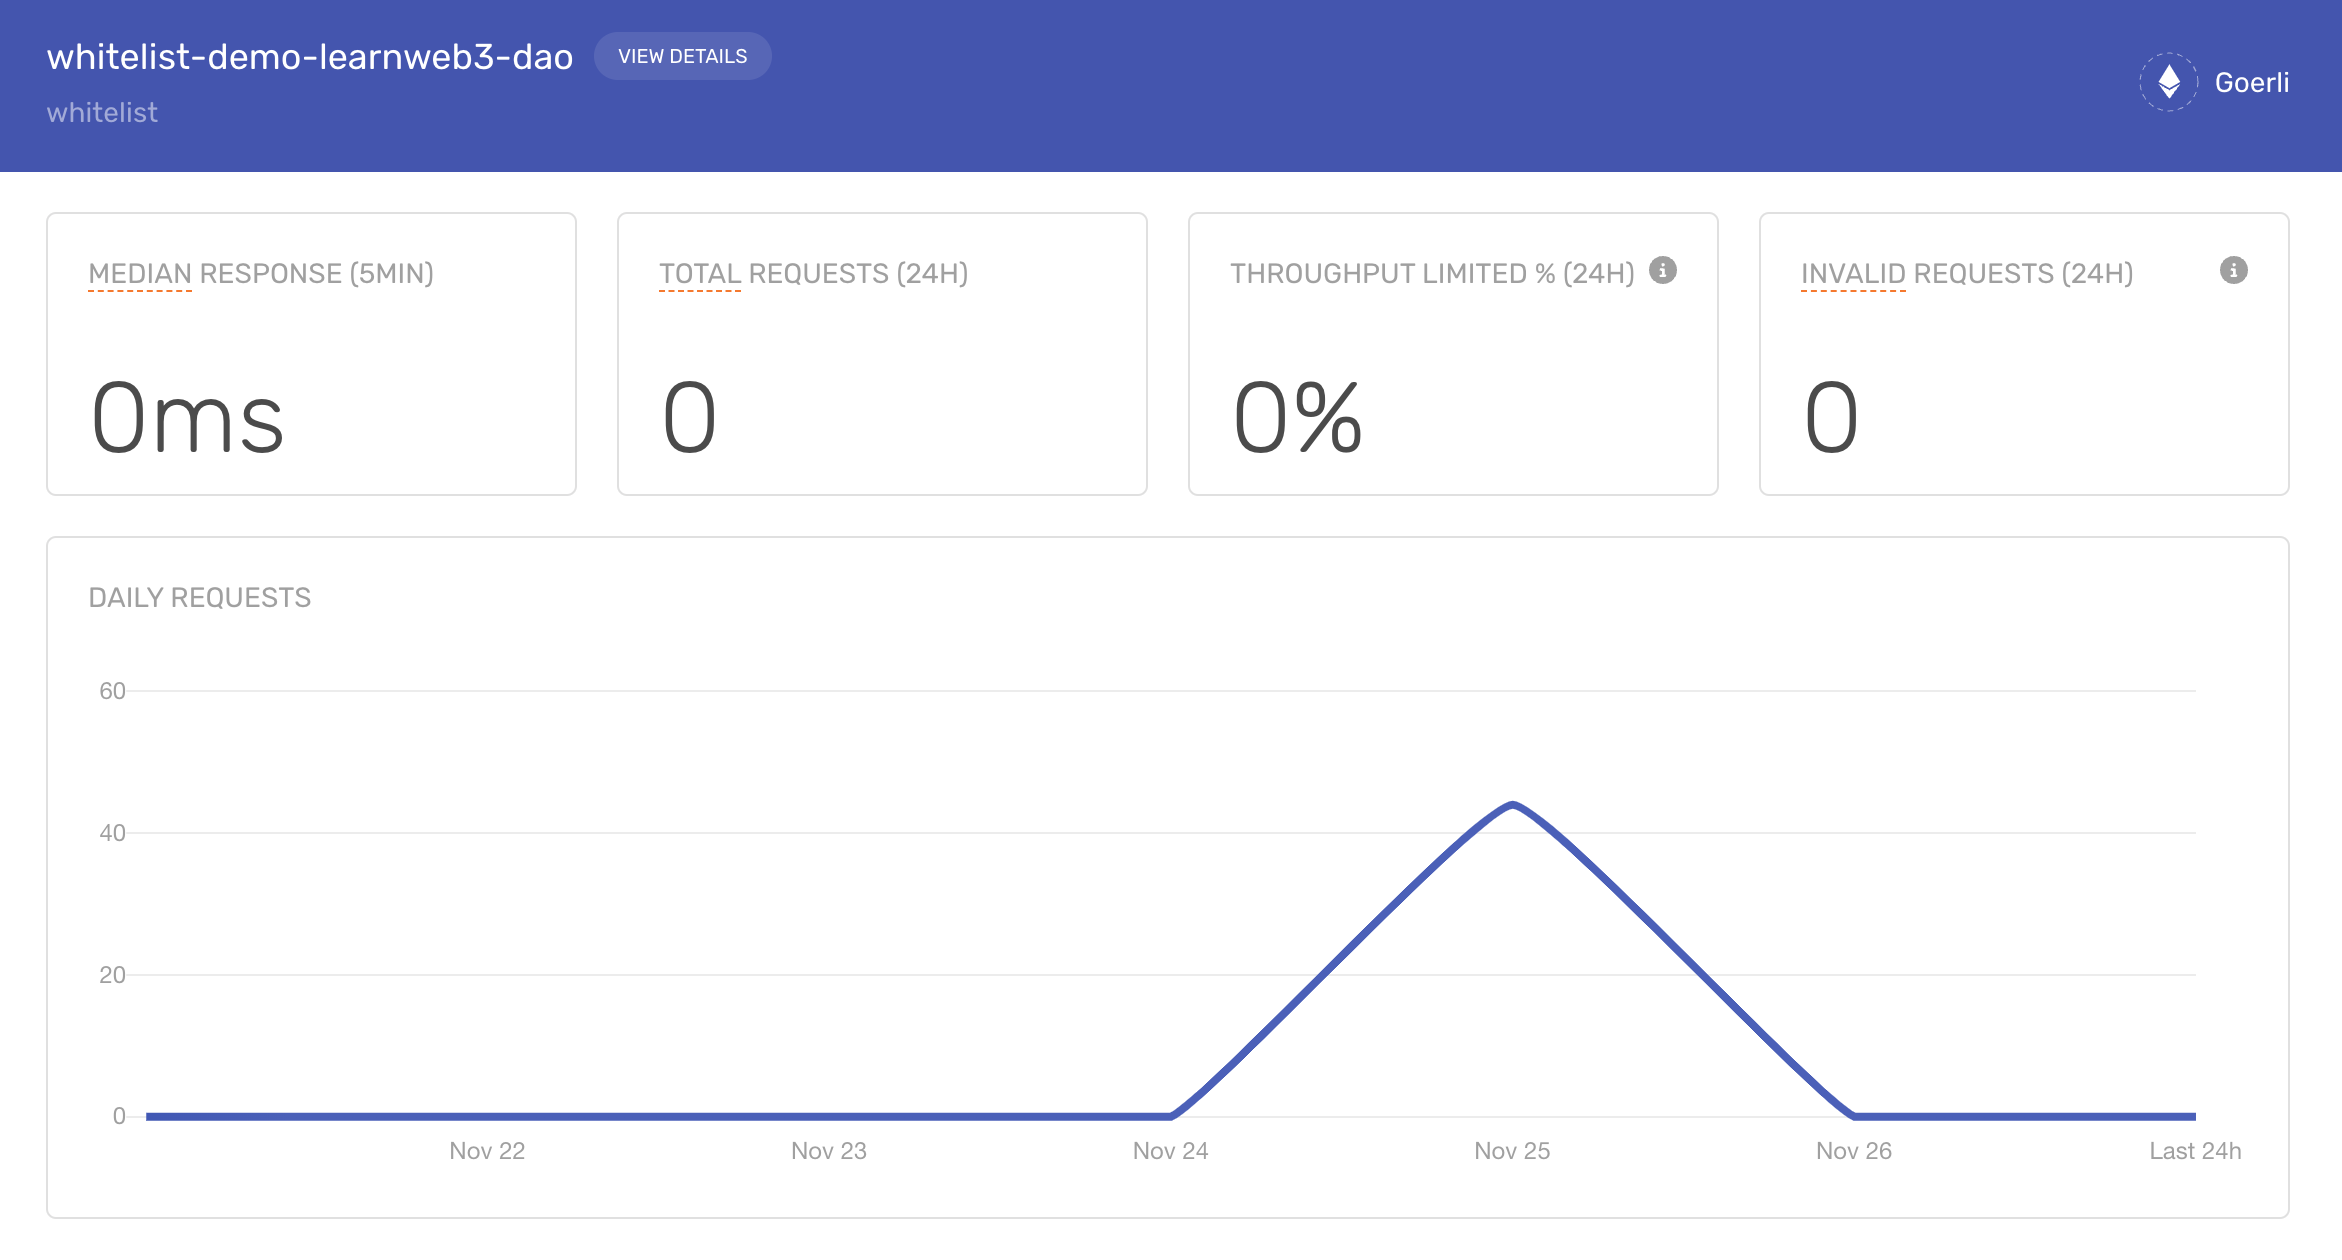 whitelist-demo-learnweb3-dao
VIEW DETAILS
whitelist
Goerli
MEDIAN RESPONSE (5MIN)
0ms
TOTAL REQUESTS (24H)
0
THROUGHPUT LIMITED % (24H)
0%
INVALID REQUESTS (24H)
0
DAILY REQUESTS
60
40
20
0
Nov 22
Nov 23
Nov 24
Nov 25
Nov 26
Last 24h